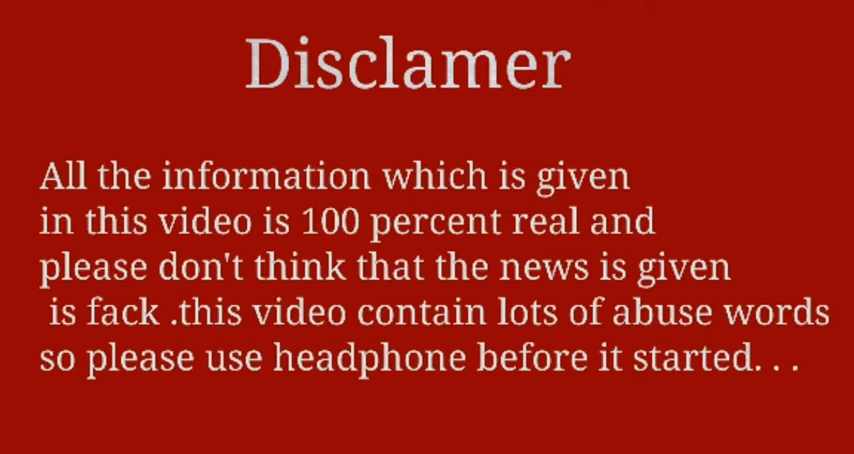 Disclamer
All the information which is given
in this video is 100 percent real and
please don't think that the news is given
is fack .this video contain lots of abuse words
so please use headphone before it started. . .